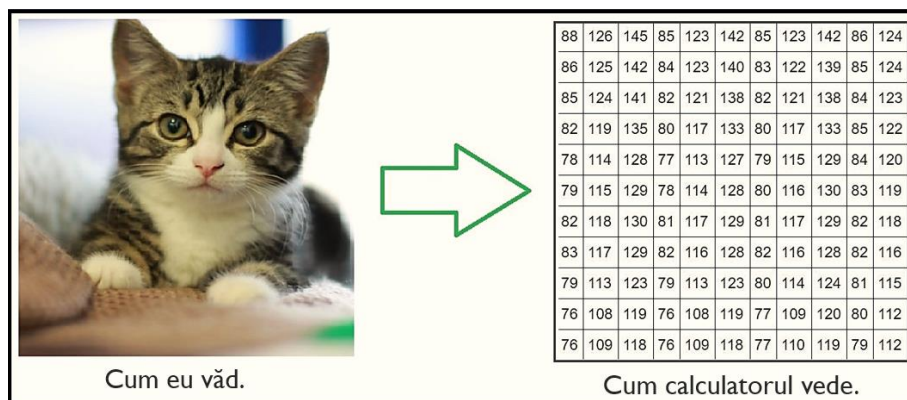 88 126 145 85 123 142 85 123 142 86 124
86 125 142 84 123 140 83 122 139 85 124
85 124 141 82 121 138 82 121 138 84 123
82 119 135 80 117 133 80 117 133 85 122
78 114 128 77 113 127 79 115 129 84 120
79 115 129 78 114 128 80 116 130 83 119
82 118 130 81 117 129 81 117 129 82 118
83 117 129 82 116 128 82 116 128 82 116
79 113 123 79 113 123 80 114 124 81 115
76 108 119 76 108 119 77 109 120 80 112
76 109 118 76 109 118 77 110 119 79 112
Cum eu văd.
Cum calculatorul vede.